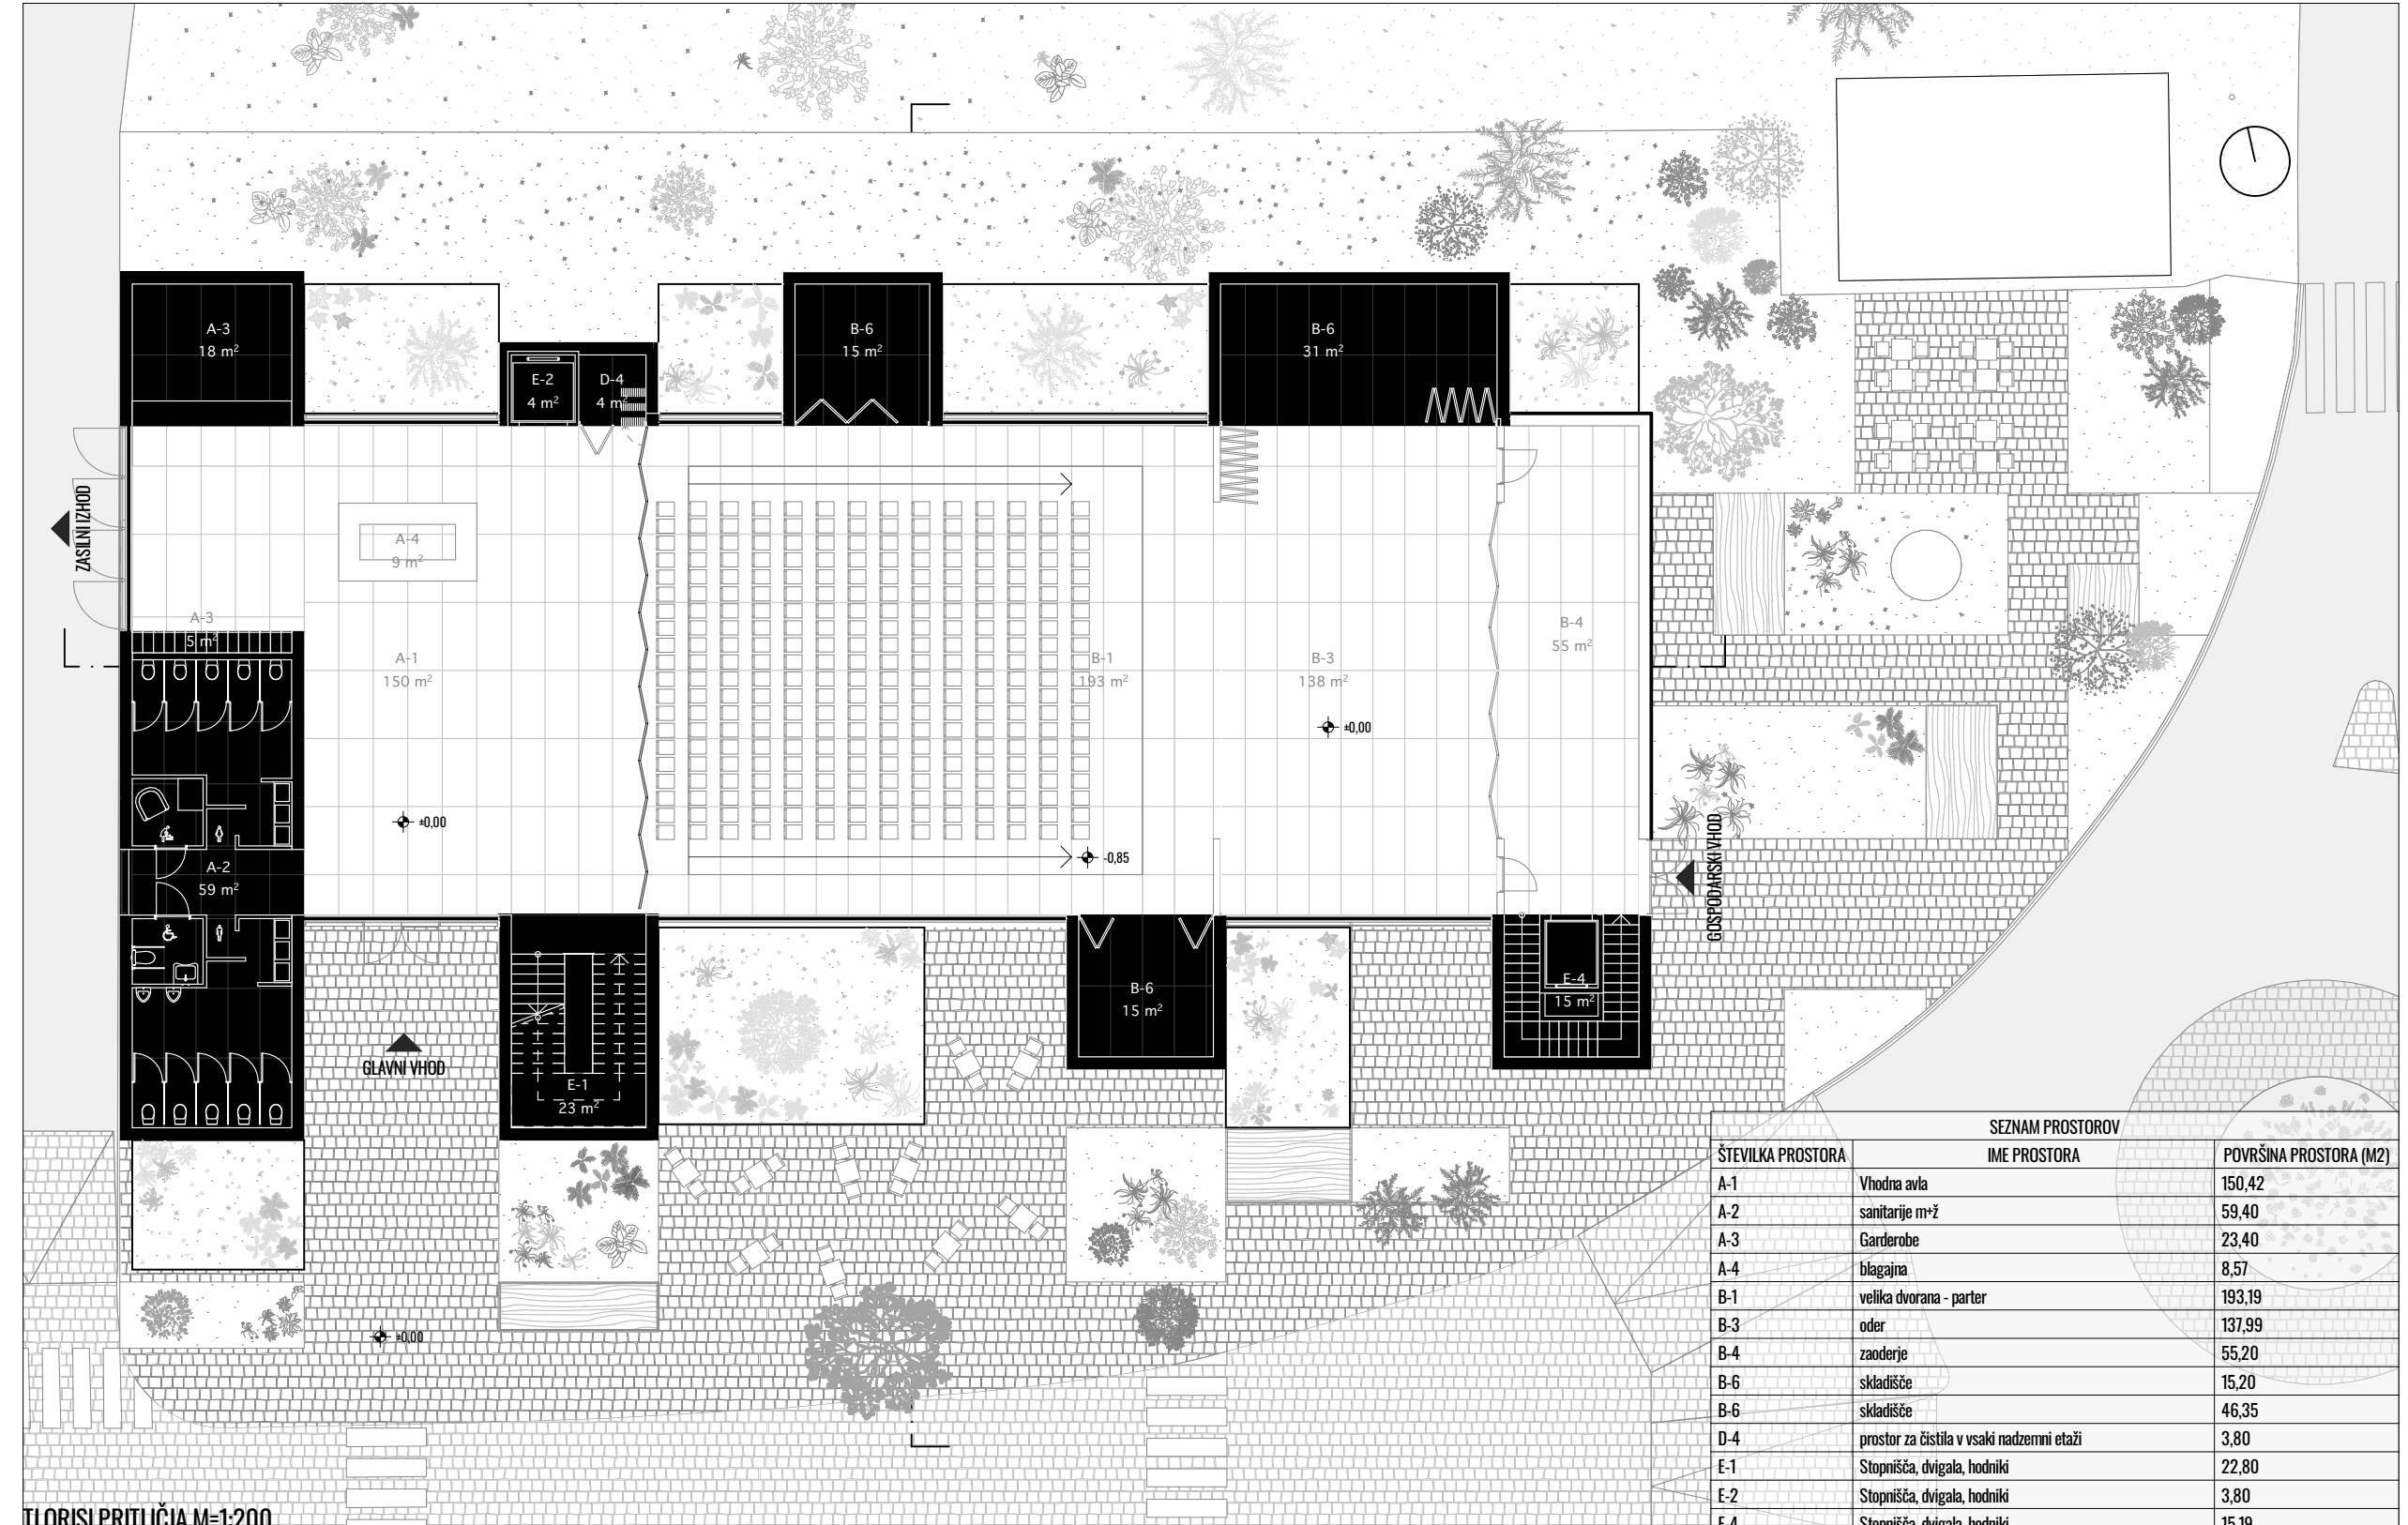 A-3
18 m²
E-2
4 m²
D-4
4 m²
B-6
15 m²
B-6
31 m²
ZASILNI IZHOD
A-4
9 m²
A-3
5 m²
A-1
150 m²
B-1
193 m²
B-3
138 m²
B-4
55 m²
±0,00
±0,00
-0,85
A-2
59 m²
GOSPODARSKI VHOD
GLAVNI VHOD
E-1
23 m²
B-6
15 m²
E-4
15 m²
±0,00
SEZNAM PROSTOROV
ŠTEVILKA PROSTORA IME PROSTORA POVRŠINA PROSTORA (M2)
A-1 Vhodna avla 150,42
A-2 sanitarije m+ž 59,40
A-3 Garderobe 23,40
A-4 blagajna 8,57
B-1 velika dvorana - parter 193,19
B-3 oder 137,99
B-4 zaoderje 55,20
B-6 skladišče 15,20
B-6 skladišče 46,35
D-4 prostor za čistila v vsaki nadzemni etaži 3,80
E-1 Stopnišča, dvigala, hodniki 22,80
E-2 Stopnišča, dvigala, hodniki 3,80
E-4 Stopnišča, dvigala, hodniki 15,19
TLORISI PRITLIČJA M=1:200